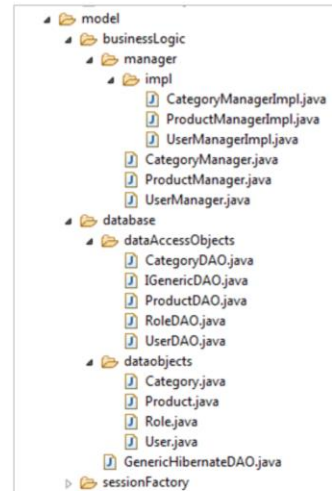 model
businessLogic
manager
impl
CategoryManagerImpl.java
ProductManagerImpl.java
UserManagerImpl.java
CategoryManager.java
ProductManager.java
UserManager.java
database
dataAccessObjects
CategoryDAO.java
IGenericDAO.java
ProductDAO.java
RoleDAO.java
UserDAO.java
dataobjects
Category.java
Product.java
Role.java
User.java
GenericHibernateDAO.java
sessionFactory